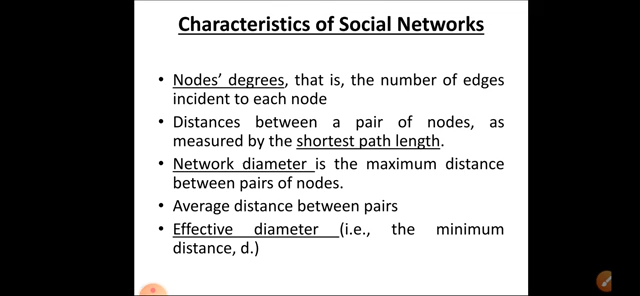 Characteristics of Social Networks
• Nodes’ degrees, that is, the number of edges
incident to each node
• Distances between a pair of nodes, as
measured by the shortest path length.
• Network diameter is the maximum distance
between pairs of nodes.
• Average distance between pairs
• Effective diameter (i.e., the minimum
distance, d.)